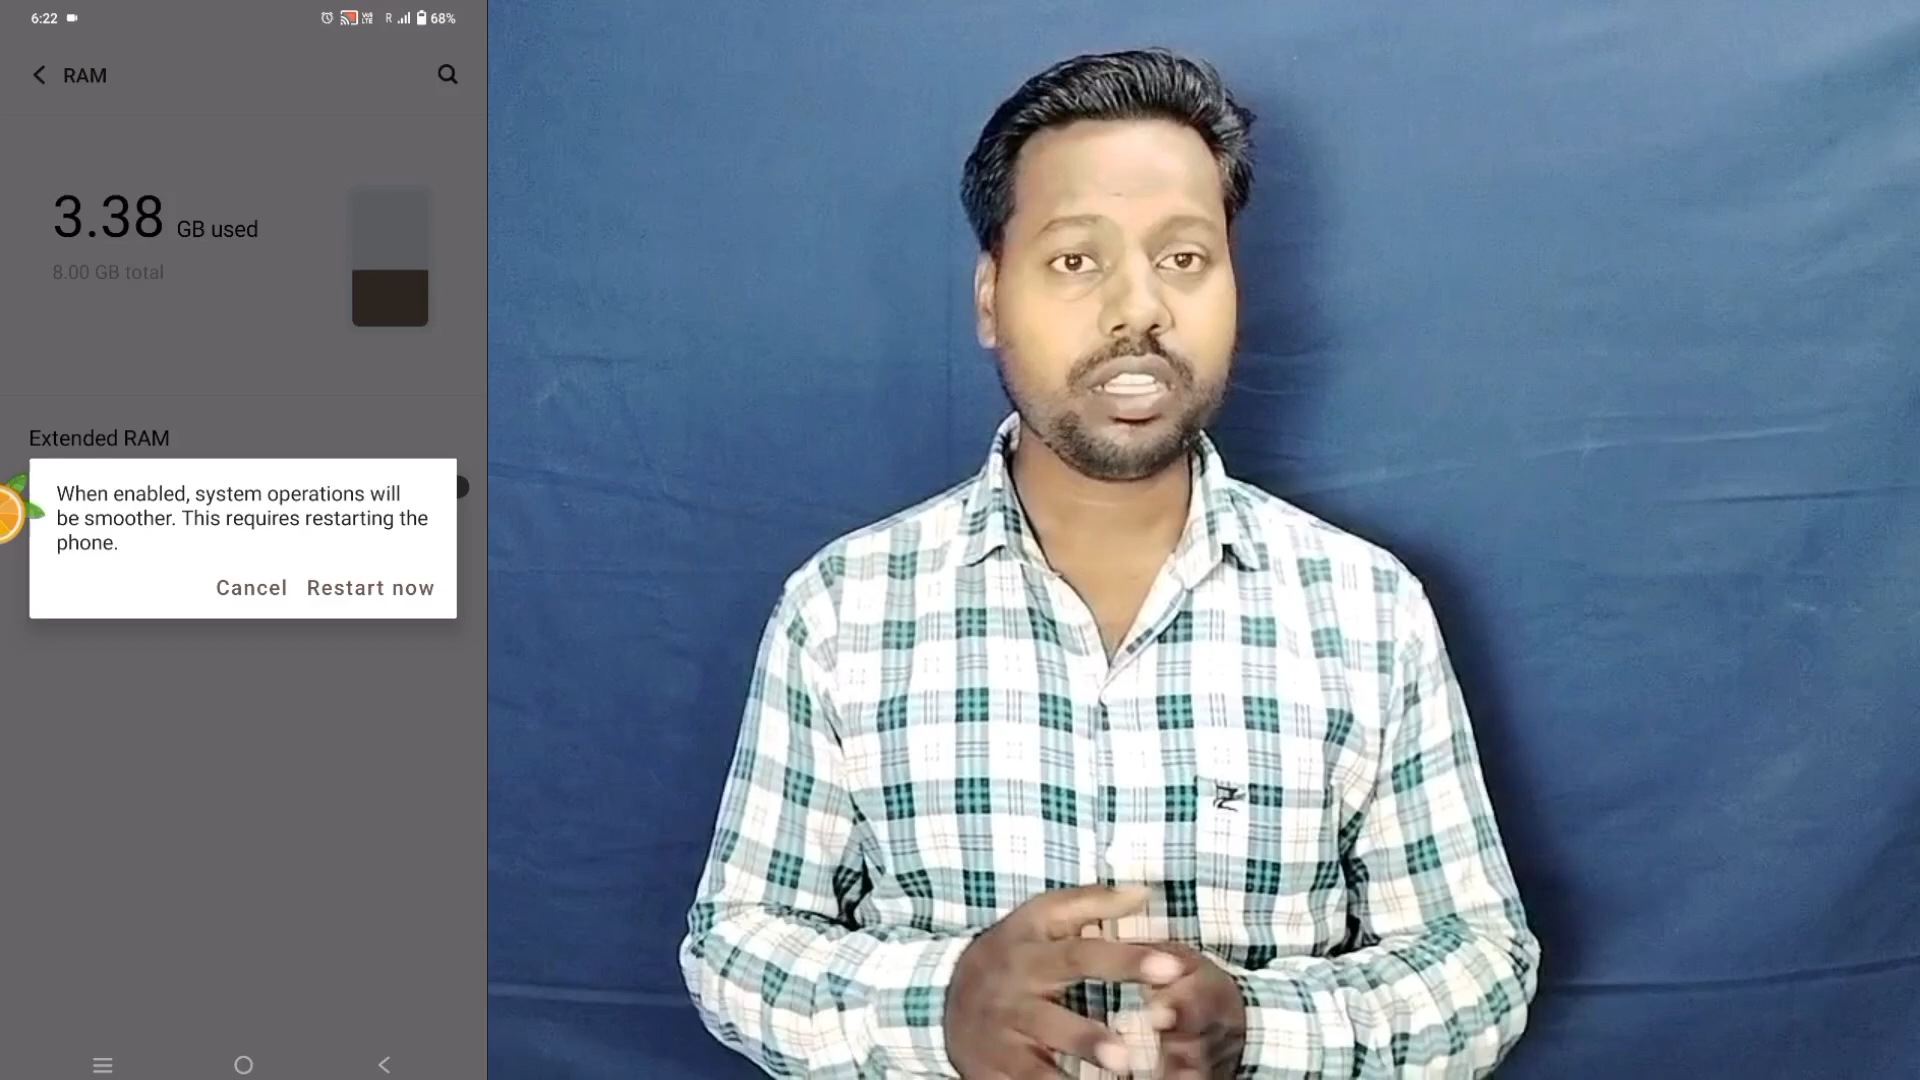 6:22
VoLTE R 68%
RAM
3.38 GB used
8.00 GB total
Extended RAM
When enabled, system operations will
be smoother. This requires restarting the
phone.
Cancel Restart now